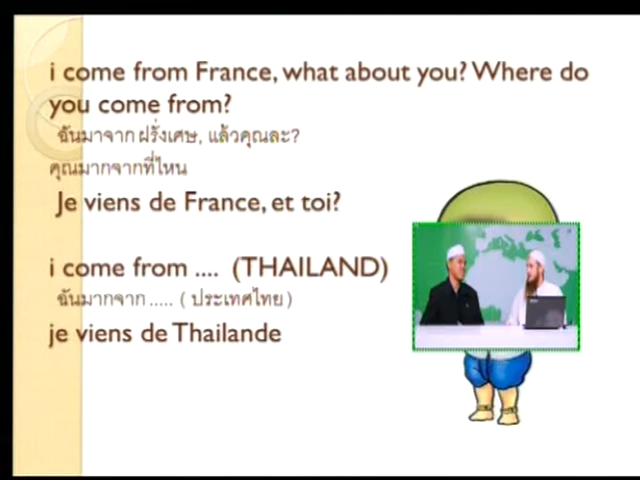 i come from France, what about you? Where do
you come from?
ฉันมาจาก ฝรั่งเศษ, แล้วคุณละ?
คุณมากจากที่ไหน
Je viens de France, et toi?
i come from .... (THAILAND)
ฉันมากจาก ..... ( ประเทศไทย )
je viens de Thailande